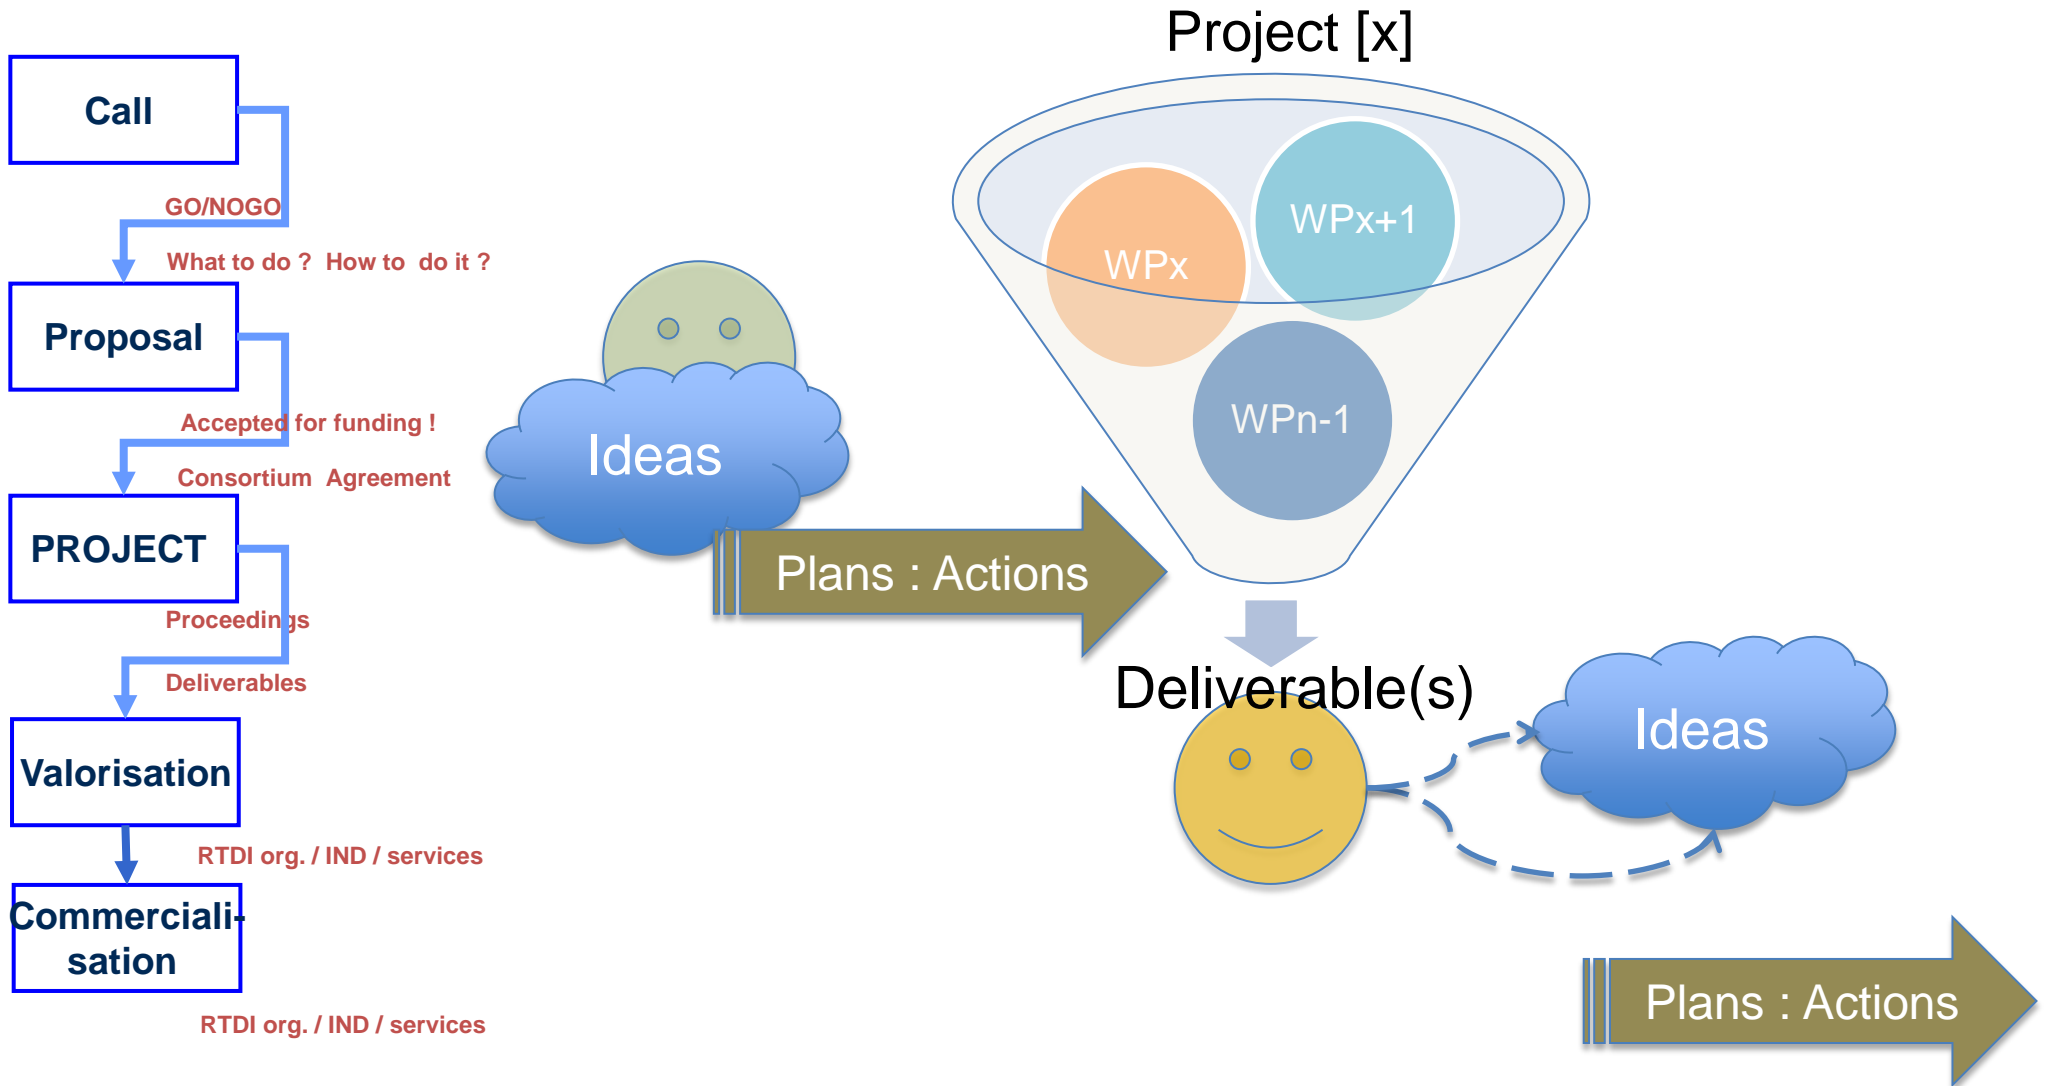 Call
GO/NOGO
What to do ? How to do it ?
Proposal
Accepted for funding !
Consortium Agreement
PROJECT
Proceedings
Deliverables
Valorisation
RTDI org. / IND / services
Commerciali-
sation
RTDI org. / IND / services
Ideas
Plans : Actions
Project [x]
WPx
WPx+1
WPn-1
Deliverable(s)
Ideas
Plans : Actions